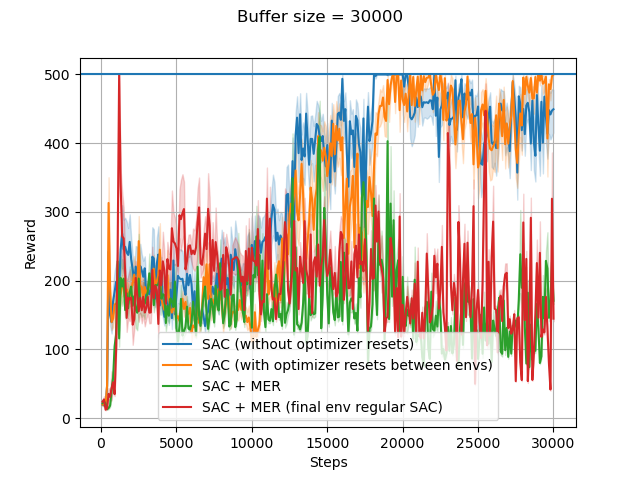 Buffer size = 30000
500
400
300
200
100
0
Reward
SAC (without optimizer resets)
SAC (with optimizer resets between envs)
SAC + MER
SAC + MER (final env regular SAC)
0 5000 10000 15000 20000 25000 30000
Steps